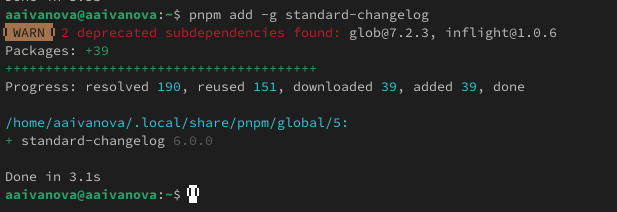 aaivanova@aaivanova:~$ pnpm add -g standard-changelog
WARN 2 deprecated subdependencies found: glob@7.2.3, inflight@1.0.6
Packages: +39
+++++++++++++++++++++++++++++++++++++++
Progress: resolved 190, reused 151, downloaded 39, added 39, done
/home/aaivanova/.local/share/pnpm/global/5:
+ standard-changelog 6.0.0
Done in 3.1s
aaivanova@aaivanova:~$